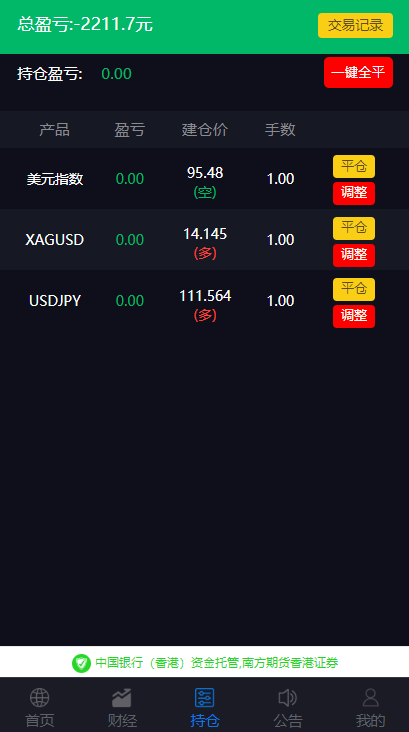 总盈亏:-2211.7元 交易记录
持仓盈亏: 0.00 一键全平
产品 盈亏 建仓价 手数
美元指数 0.00 95.48 (空) 1.00 平仓 调整
XAGUSD 0.00 14.145 (多) 1.00 平仓 调整
USDJPY 0.00 111.564 (多) 1.00 平仓 调整
中国银行（香港）资金托管,南方期货香港证券
首页 财经 持仓 公告 我的